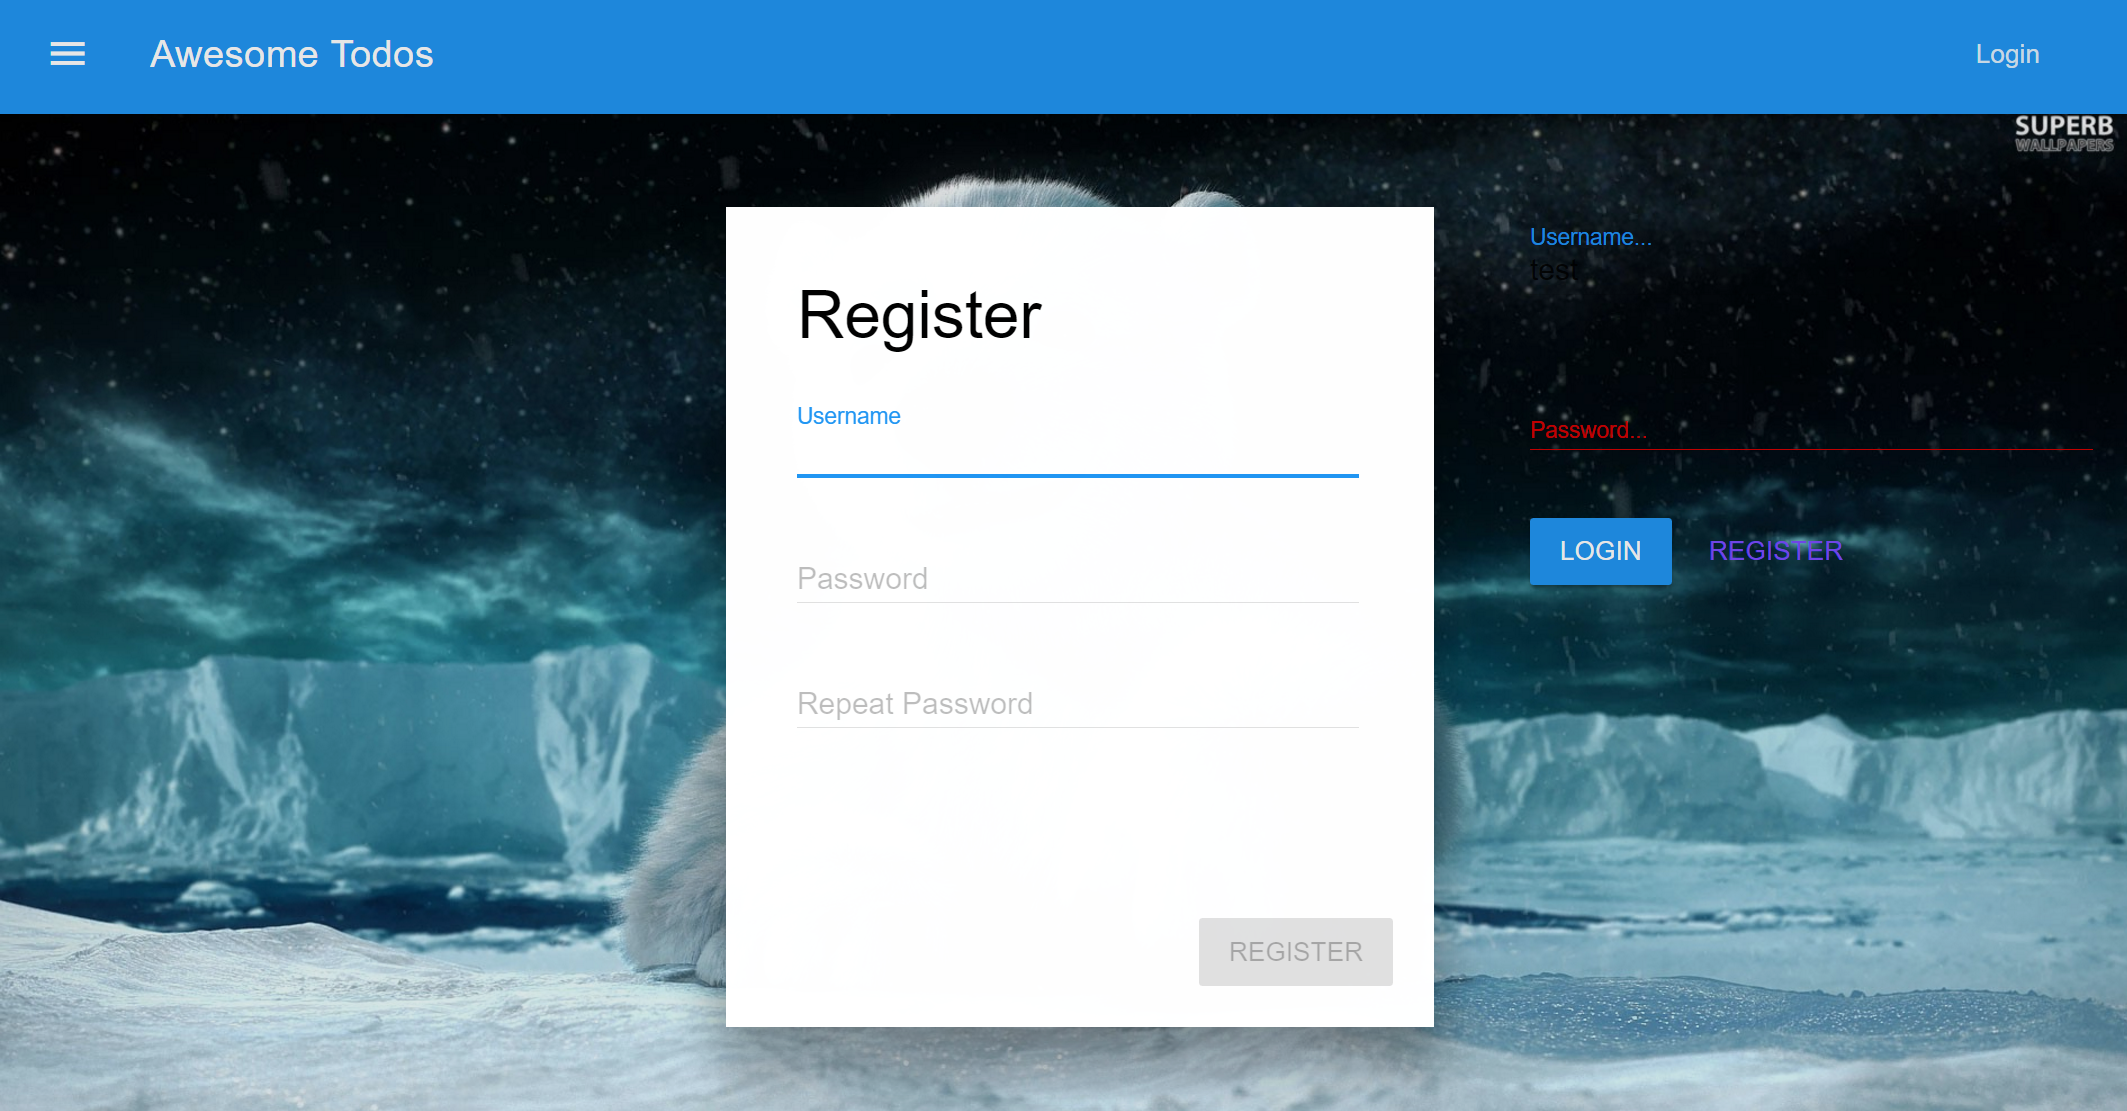 Awesome Todos
Login
SUPERB
WALLPAPERS
Register
Username
Password
Repeat Password
REGISTER
Username...
test
Password...
LOGIN
REGISTER